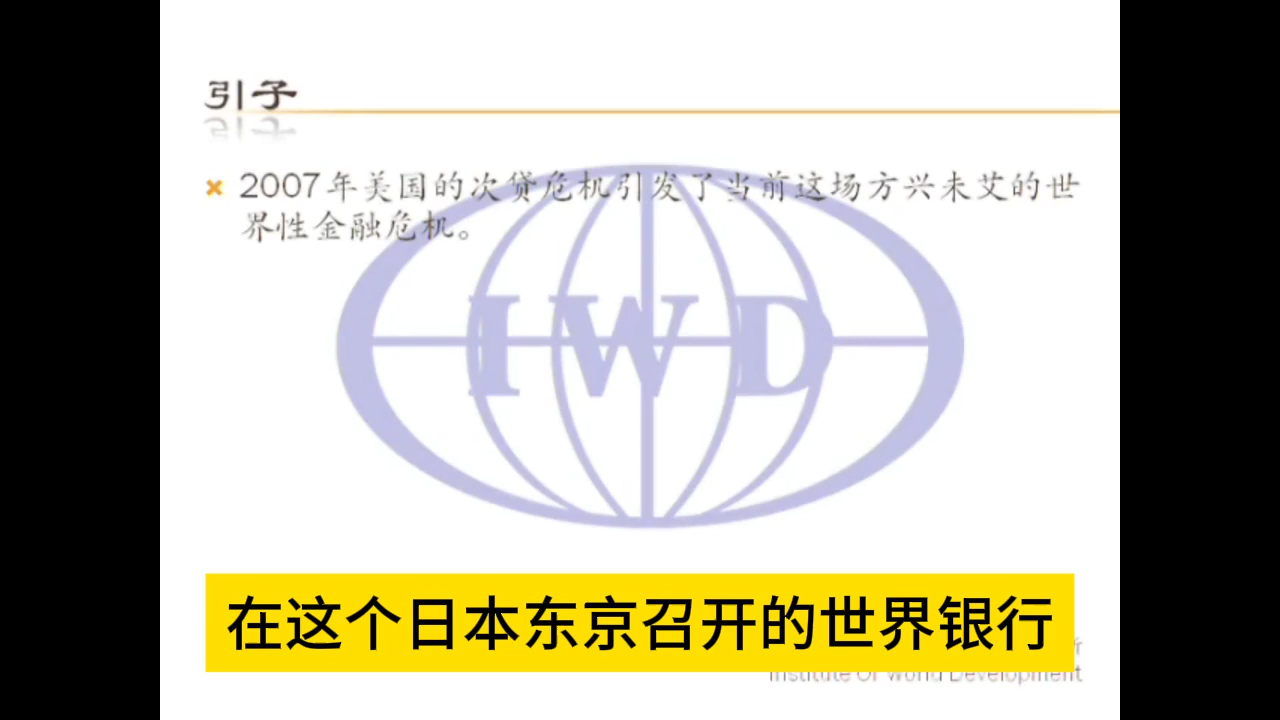 引子
2007年美国的次贷危机引发了当前这场方兴未艾的世
界性金融危机。
IWD
在这个日本东京召开的世界银行
所
Institute Of World Development